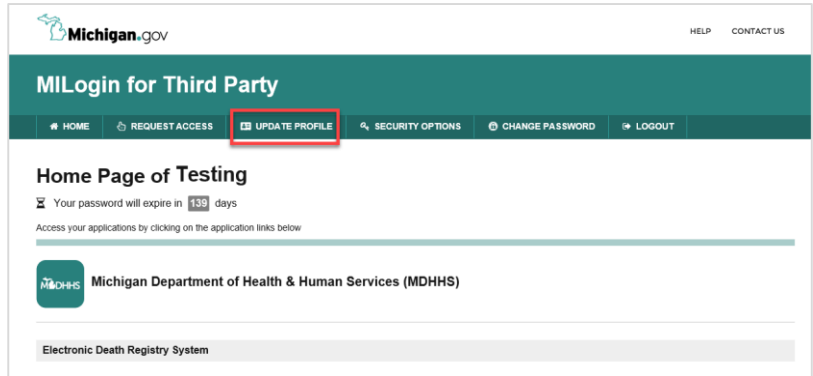 Michigan.gov
HELP CONTACT US
MILogin for Third Party
HOME REQUEST ACCESS UPDATE PROFILE SECURITY OPTIONS CHANGE PASSWORD LOGOUT
Home Page of Testing
Your password will expire in 139 days
Access your applications by clicking on the application links below
MDHHS Michigan Department of Health & Human Services (MDHHS)
Electronic Death Registry System